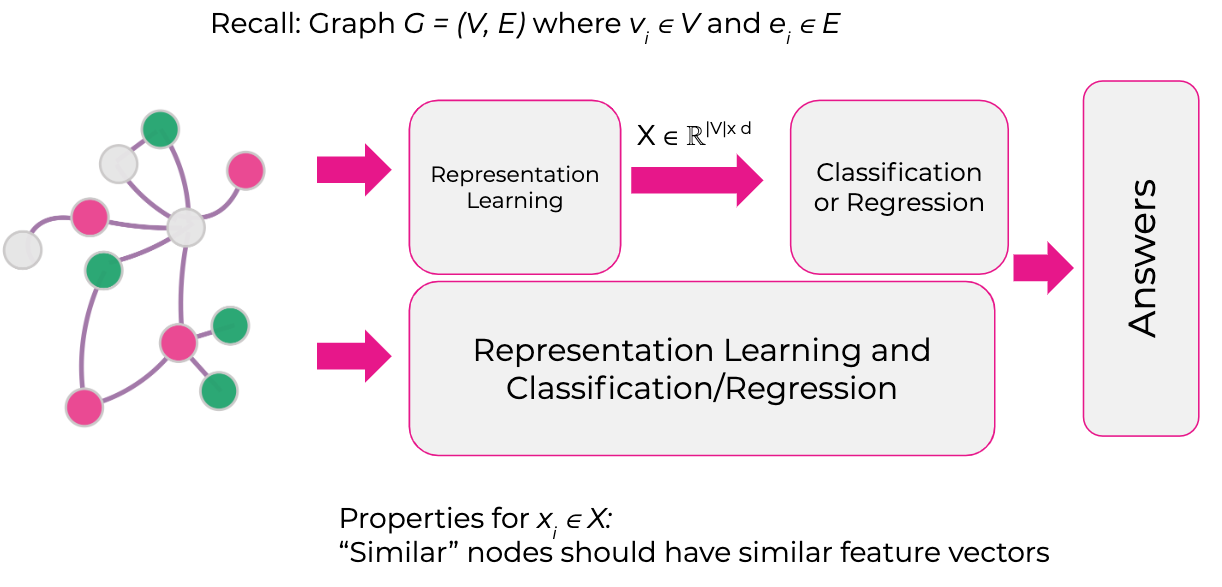 Recall: Graph G = (V, E) where vᵢ ∈ V and eᵢ ∈ E
X ∈ ℝ|V|x d
Representation
Learning
Classification
or Regression
Answers
Representation Learning and
Classification/Regression
Properties for xᵢ ∈ X:
“Similar” nodes should have similar feature vectors